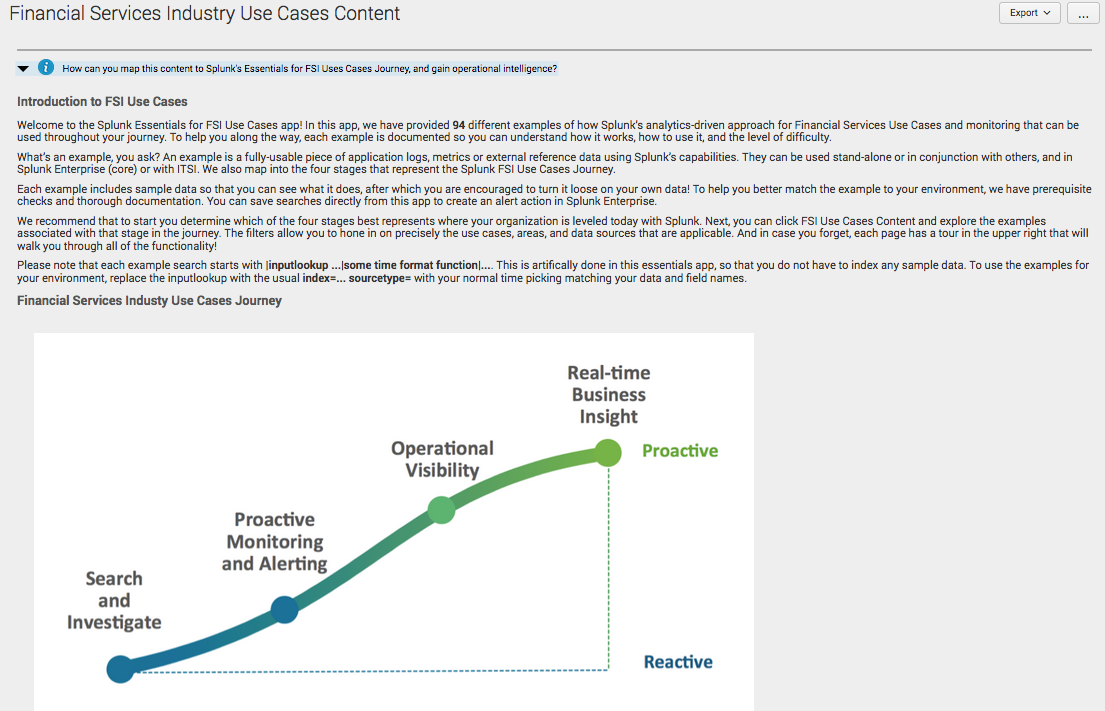 Financial Services Industry Use Cases Content
Export
...
How can you map this content to Splunk's Essentials for FSI Uses Cases Journey, and gain operational intelligence?
Introduction to FSI Use Cases
Welcome to the Splunk Essentials for FSI Use Cases app! In this app, we have provided 94 different examples of how Splunk's analytics-driven approach for Financial Services Use Cases and monitoring that can be
used throughout your journey. To help you along the way, each example is documented so you can understand how it works, how to use it, and the level of difficulty.
What's an example, you ask? An example is a fully-usable piece of application logs, metrics or external reference data using Splunk's capabilities. They can be used stand-alone or in conjunction with others, and in
Splunk Enterprise (core) or with ITSI. We also map into the four stages that represent the Splunk FSI Use Cases Journey.
Each example includes sample data so that you can see what it does, after which you are encouraged to turn it loose on your own data! To help you better match the example to your environment, we have prerequisite
checks and thorough documentation. You can save searches directly from this app to create an alert action in Splunk Enterprise.
We recommend that to start you determine which of the four stages best represents where your organization is leveled today with Splunk. Next, you can click FSI Use Cases Content and explore the examples
associated with that stage in the journey. The filters allow you to hone in on precisely the use cases, areas, and data sources that are applicable. And in case you forget, each page has a tour in the upper right that will
walk you through all of the functionality!
Please note that each example search starts with |inputlookup ...|some time format function|.... This is artifically done in this essentials app, so that you do not have to index any sample data. To use the examples for
your environment, replace the inputlookup with the usual index=... sourcetype= with your normal time picking matching your data and field names.
Financial Services Industy Use Cases Journey
Real-time
Business
Insight
Proactive
Operational
Visibility
Proactive
Monitoring
and Alerting
Search
and
Investigate
Reactive